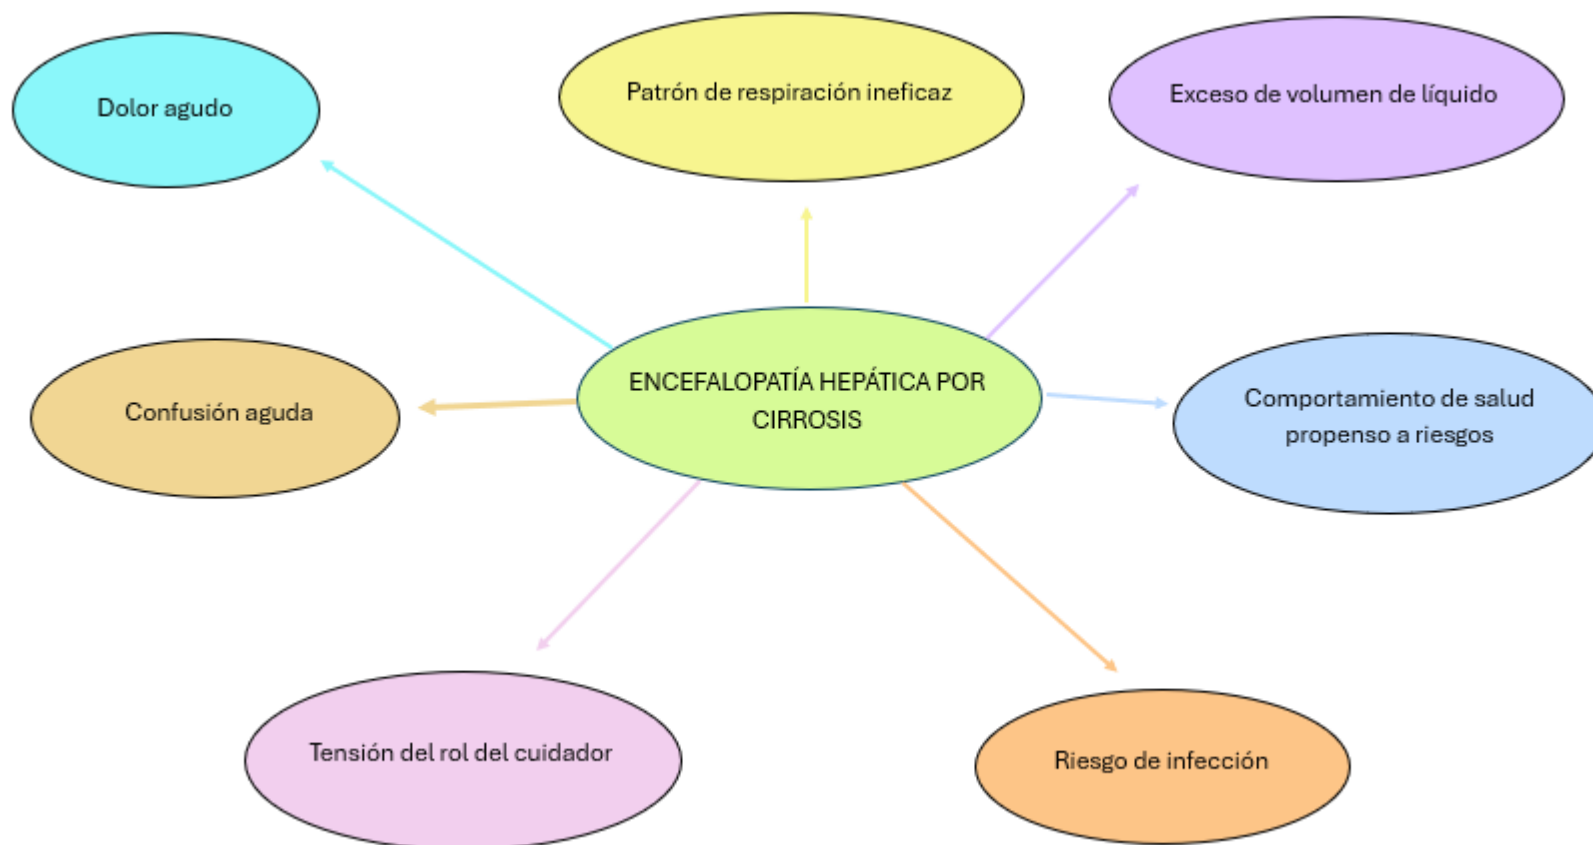 Dolor agudo
Patrón de respiración ineficaz
Exceso de volumen de líquido
Confusión aguda
ENCEFALOPATÍA HEPÁTICA POR
CIRROSIS
Comportamiento de salud
propenso a riesgos
Tensión del rol del cuidador
Riesgo de infección